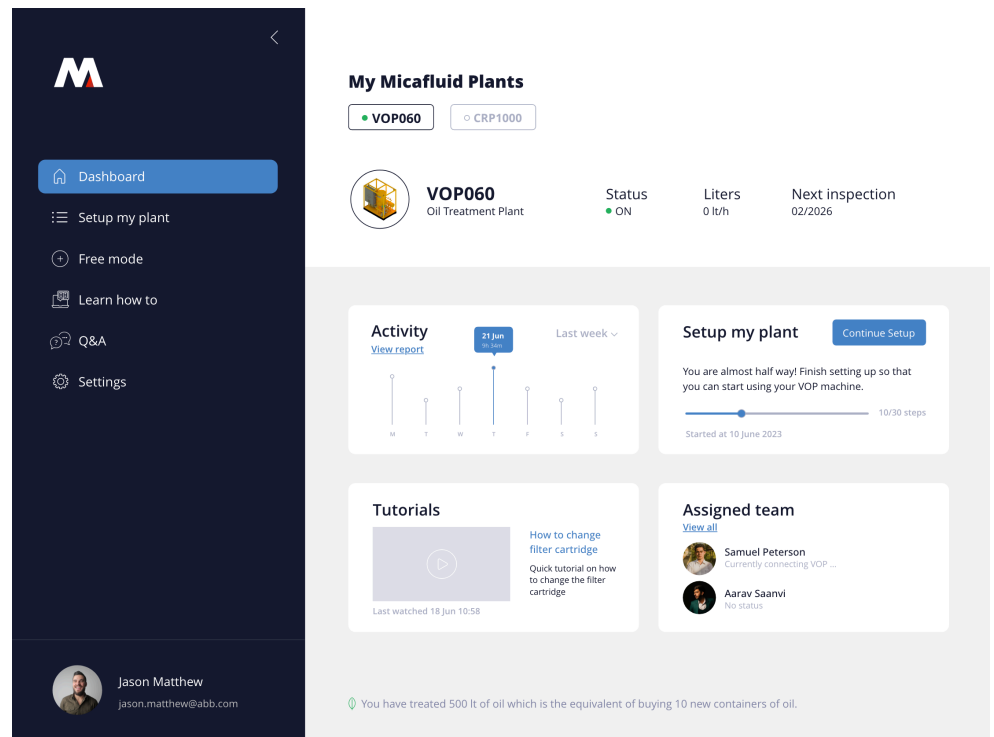 Dashboard
Setup my plant
Free mode
Learn how to
Q&A
Settings
Jason Matthew
jason.matthew@abb.com
My Micafluid Plants
VOP060
CRP1000
VOP060
Oil Treatment Plant
Status
ON
Liters
0 lt/h
Next inspection
02/2026
Activity
View report
21 Jun
9h 34m
Last week
M T W T F S S
Setup my plant
Continue Setup
You are almost half way! Finish setting up so that
you can start using your VOP machine.
10/30 steps
Started at 10 June 2023
Tutorials
How to change
filter cartridge
Quick tutorial on how
to change the filter
cartridge
Last watched 18 Jun 10:58
Assigned team
View all
Samuel Peterson
Currently connecting VOP ...
Aarav Saanvi
No status
You have treated 500 lt of oil which is the equivalent of buying 10 new containers of oil.